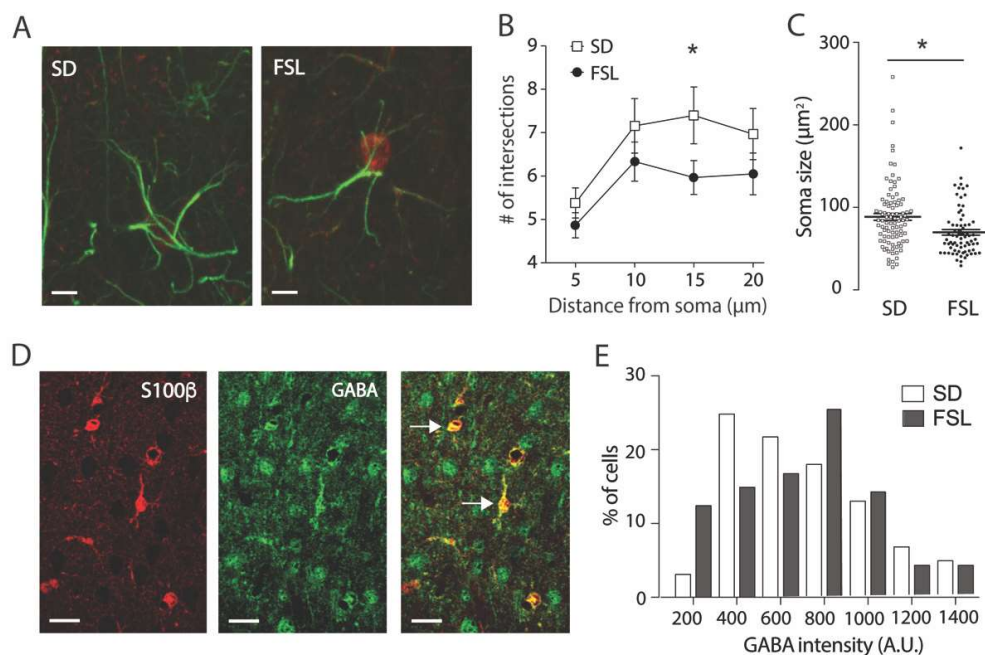 A
SD
FSL
B
# of intersections
9
8
7
6
5
4
SD
FSL
*
5 10 15 20
Distance from soma (µm)
C
Soma size (µm²)
300
200
100
0
*
SD FSL
D
S100β
GABA
E
% of cells
30
20
10
0
SD
FSL
200 400 600 800 1000 1200 1400
GABA intensity (A.U.)